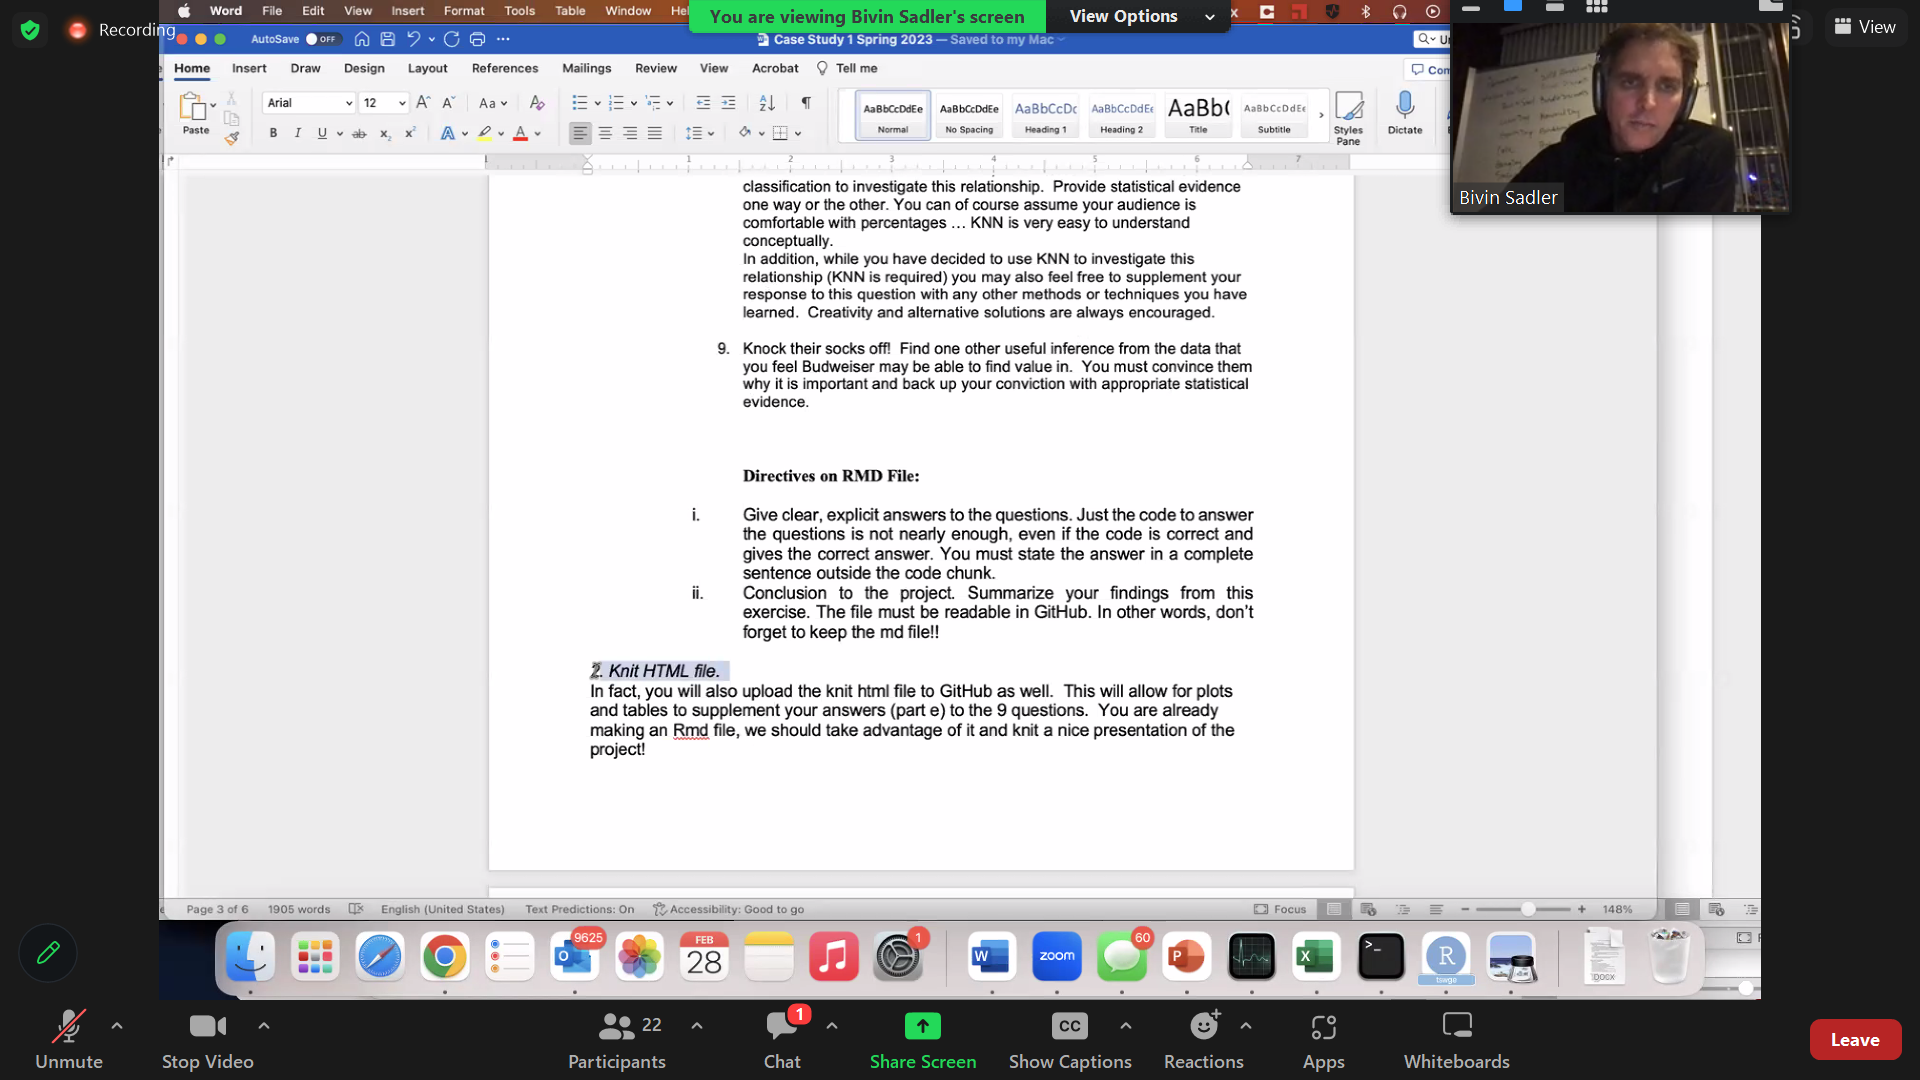 Recording
Word File Edit View Insert Format Tools Table Window Hel
You are viewing Bivin Sadler's screen View Options
View
AutoSave OFF
Case Study 1 Spring 2023 — Saved to my Mac
Home Insert Draw Design Layout References Mailings Review View Acrobat Tell me
Com
Paste
Arial 12
AaBbCcDdEe AaBbCcDdEe AaBbCcDc AaBbCcDdEe AaBb( AaBbCcDdEe
Normal No Spacing Heading 1 Heading 2 Title Subtitle
Styles Pane
Dictate
Bivin Sadler
1 1 2 3 4 5 6 7
classification to investigate this relationship. Provide statistical evidence
one way or the other. You can of course assume your audience is
comfortable with percentages … KNN is very easy to understand
conceptually.
In addition, while you have decided to use KNN to investigate this
relationship (KNN is required) you may also feel free to supplement your
response to this question with any other methods or techniques you have
learned. Creativity and alternative solutions are always encouraged.
9. Knock their socks off! Find one other useful inference from the data that
you feel Budweiser may be able to find value in. You must convince them
why it is important and back up your conviction with appropriate statistical
evidence.
Directives on RMD File:
i. Give clear, explicit answers to the questions. Just the code to answer
the questions is not nearly enough, even if the code is correct and
gives the correct answer. You must state the answer in a complete
sentence outside the code chunk.
ii. Conclusion to the project. Summarize your findings from this
exercise. The file must be readable in GitHub. In other words, don't
forget to keep the md file!!
2. Knit HTML file.
In fact, you will also upload the knit html file to GitHub as well. This will allow for plots
and tables to supplement your answers (part e) to the 9 questions. You are already
making an Rmd file, we should take advantage of it and knit a nice presentation of the
project!
Page 3 of 6 1905 words English (United States) Text Predictions: On Accessibility: Good to go Focus 148%
9625 FEB 28 1 zoom 60
tswgo
DOCX
22 1
Unmute Stop Video Participants Chat Share Screen Show Captions Reactions Apps Whiteboards Leave